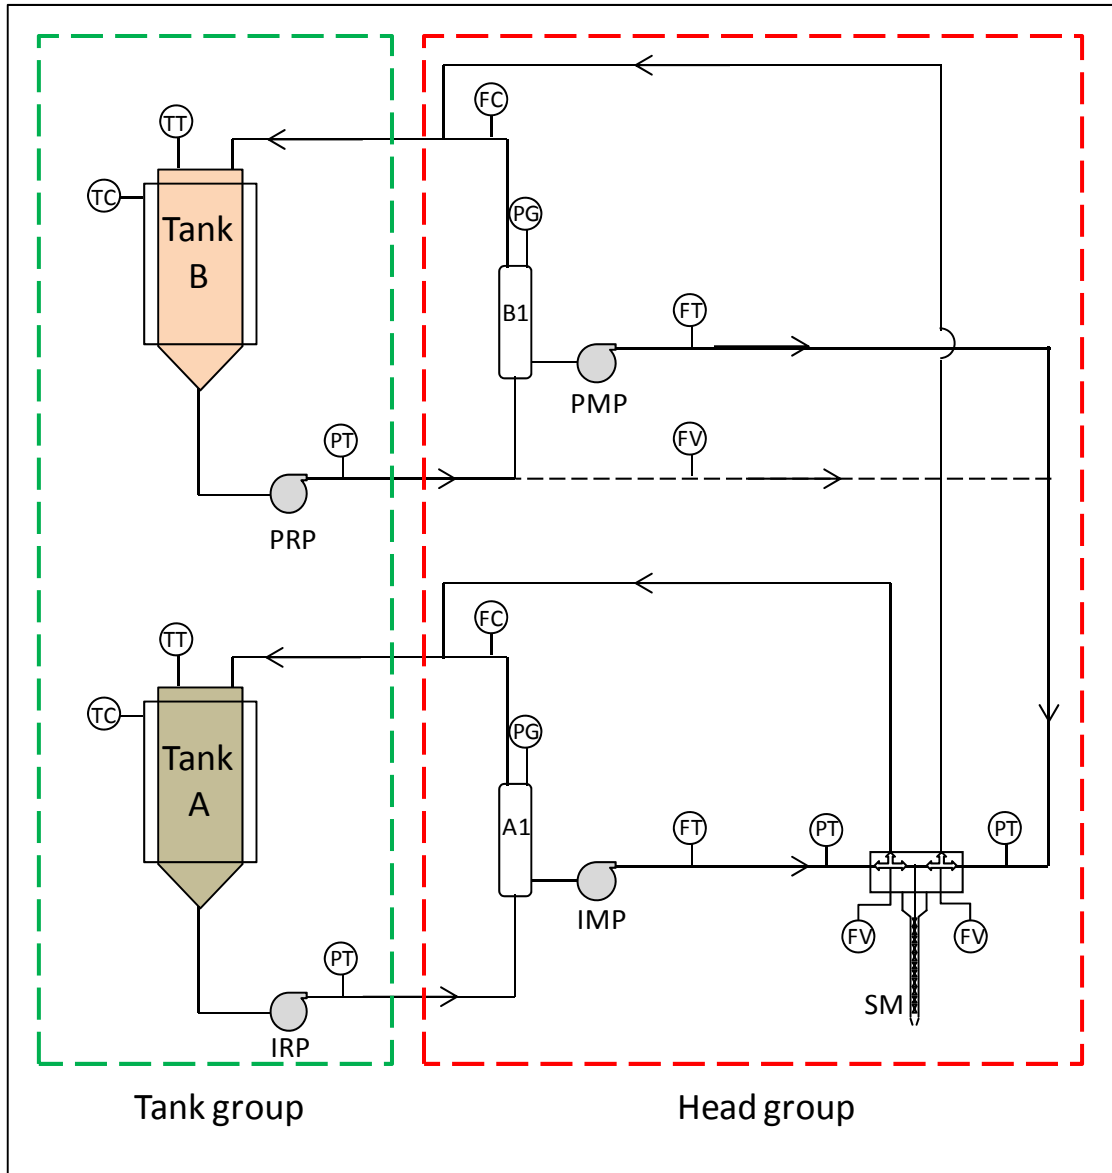 FC
TT
TC
Tank
B
PG
B1
FT
PMP
PT
FV
PRP
FC
TT
TC
Tank
A
PG
A1
FT
PT
PT
IMP
FV
FV
PT
SM
IRP
Tank group
Head group